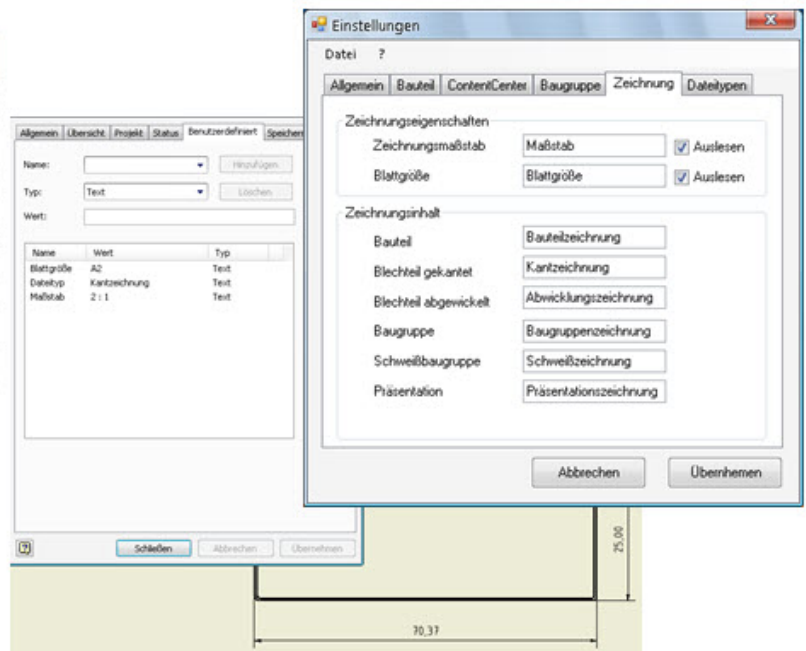 Einstellungen
Datei ?
Allgemein Bauteil ContentCenter Baugruppe Zeichnung Dateitypen
Zeichnungseigenschaften
Zeichnungsmaßstab Maßstab Auslesen
Blattgröße Blattgröße Auslesen
Zeichnungsinhalt
Bauteil Bauteilzeichnung
Blechteil gekantet Kantzeichnung
Blechteil abgewickelt Abwicklungszeichnung
Baugruppe Baugruppenzeichnung
Schweißbaugruppe Schweißzeichnung
Präsentation Präsentationszeichnung
Abbrechen Übernhemen
Allgemein Übersicht Projekt Status Benutzerdefiniert Speichern
Name: Hinzufügen
Typ: Text Löschen
Wert:
Name Wert Typ
Blattgröße A2 Text
Dateityp Kantzeichnung Text
Maßstab 2 : 1 Text
Schließen Abbrechen Übernehmen
25,00
70,37